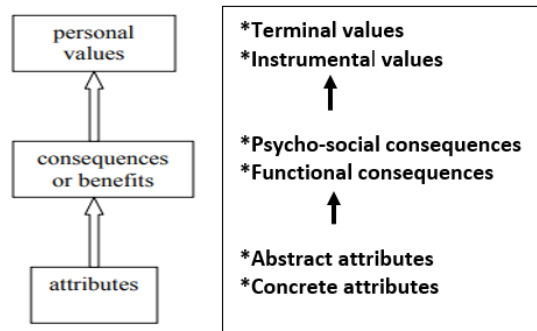 personal
values
consequences
or benefits
attributes
*Terminal values
*Instrumental values
*Psycho-social consequences
*Functional consequences
*Abstract attributes
*Concrete attributes